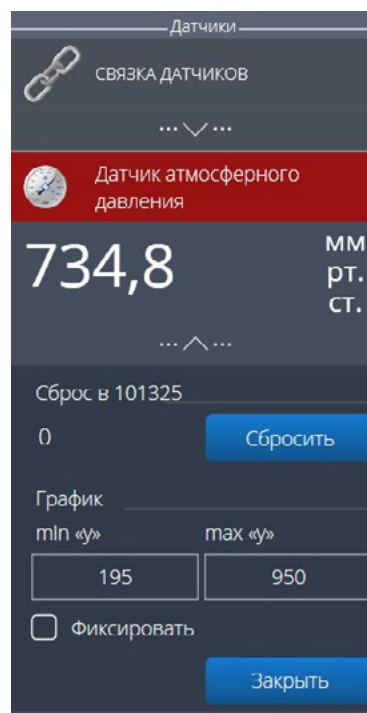 Датчики
СВЯЗКА ДАТЧИКОВ
Датчик атмосферного
давления
734,8
мм
рт.
ст.
Сброс в 101325
0
Сбросить
График
min «у»
max «у»
195
950
Фиксировать
Закрыть